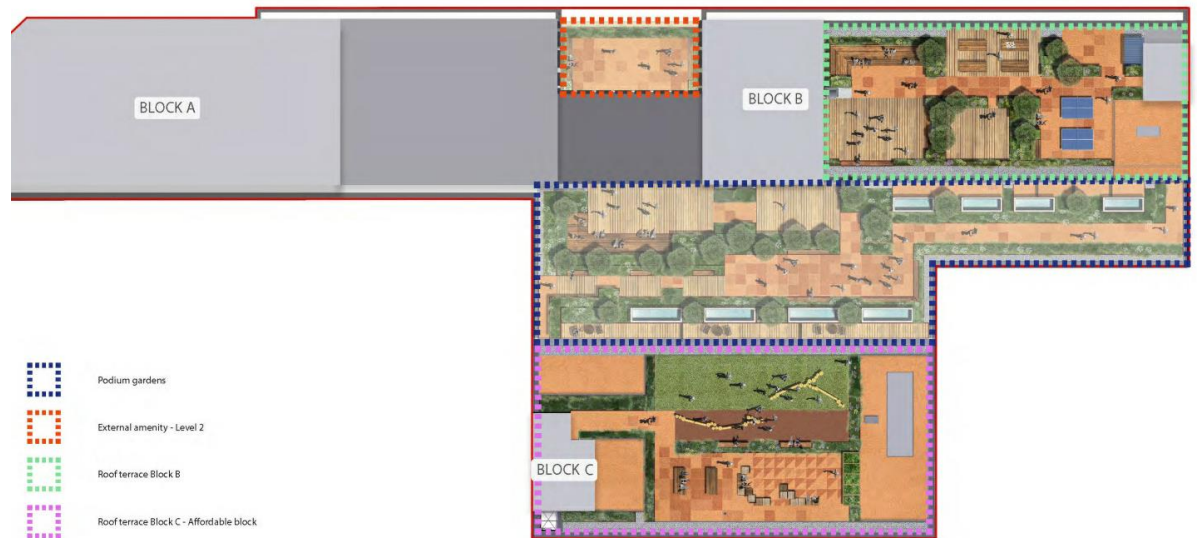 BLOCK A
BLOCK B
BLOCK C
Podium gardens
External amenity - Level 2
Roof terrace Block B
Roof terrace Block C - Affordable block